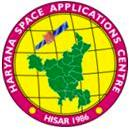 HARYANA SPACE APPLICATIONS CENTRE
HISAR 1986